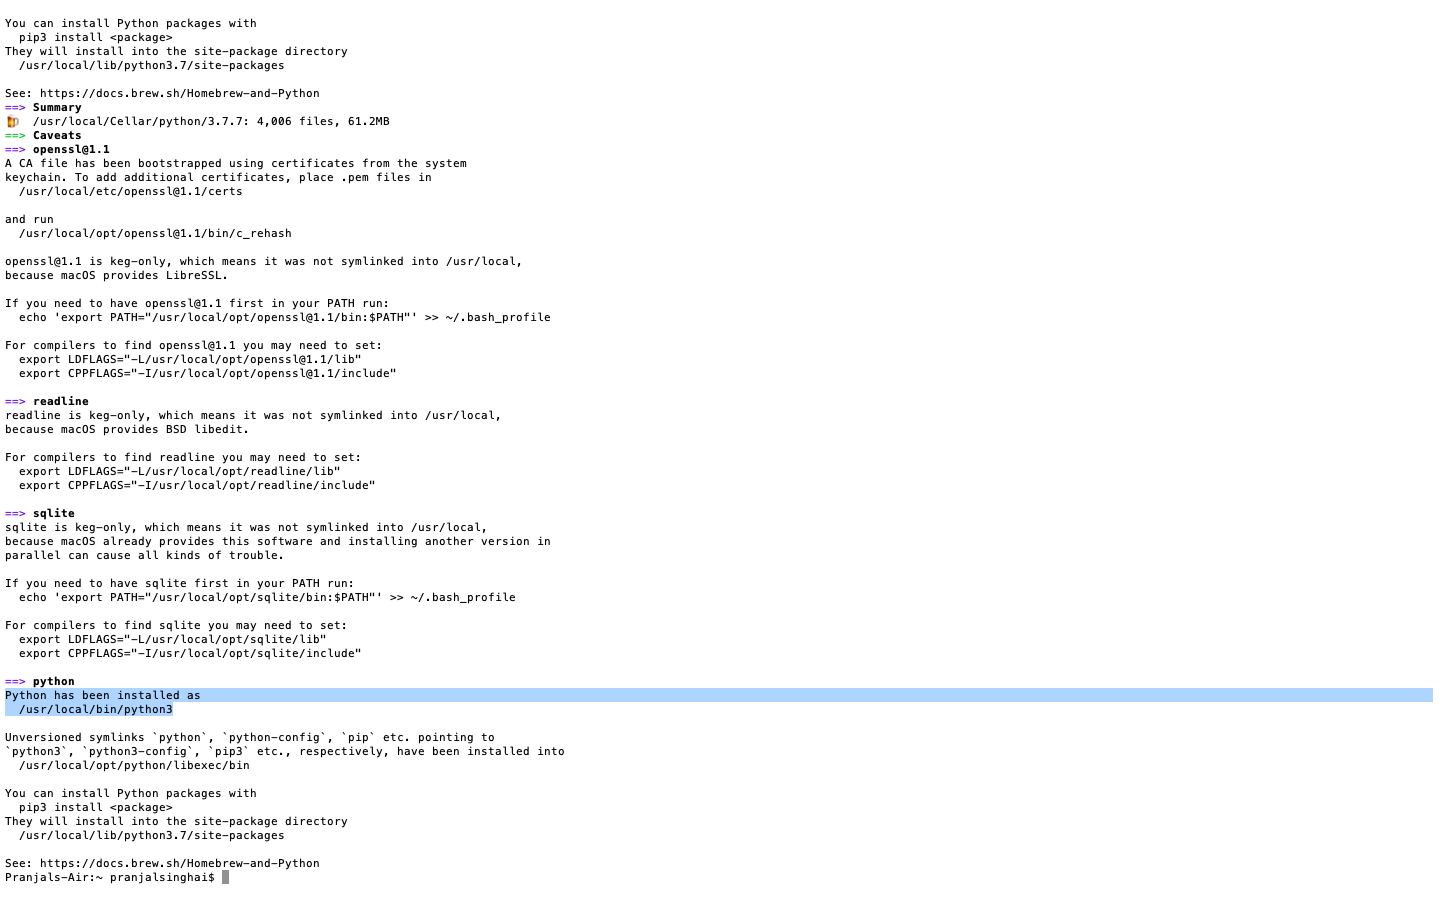 You can install Python packages with
  pip3 install <package>
They will install into the site-package directory
  /usr/local/lib/python3.7/site-packages

See: https://docs.brew.sh/Homebrew-and-Python
==> Summary
🍺  /usr/local/Cellar/python/3.7.7: 4,006 files, 61.2MB
==> Caveats
==> openssl@1.1
A CA file has been bootstrapped using certificates from the system
keychain. To add additional certificates, place .pem files in
  /usr/local/etc/openssl@1.1/certs

and run
  /usr/local/opt/openssl@1.1/bin/c_rehash

openssl@1.1 is keg-only, which means it was not symlinked into /usr/local,
because macOS provides LibreSSL.

If you need to have openssl@1.1 first in your PATH run:
  echo 'export PATH="/usr/local/opt/openssl@1.1/bin:$PATH"' >> ~/.bash_profile

For compilers to find openssl@1.1 you may need to set:
  export LDFLAGS="-L/usr/local/opt/openssl@1.1/lib"
  export CPPFLAGS="-I/usr/local/opt/openssl@1.1/include"

==> readline
readline is keg-only, which means it was not symlinked into /usr/local,
because macOS provides BSD libedit.

For compilers to find readline you may need to set:
  export LDFLAGS="-L/usr/local/opt/readline/lib"
  export CPPFLAGS="-I/usr/local/opt/readline/include"

==> sqlite
sqlite is keg-only, which means it was not symlinked into /usr/local,
because macOS already provides this software and installing another version in
parallel can cause all kinds of trouble.

If you need to have sqlite first in your PATH run:
  echo 'export PATH="/usr/local/opt/sqlite/bin:$PATH"' >> ~/.bash_profile

For compilers to find sqlite you may need to set:
  export LDFLAGS="-L/usr/local/opt/sqlite/lib"
  export CPPFLAGS="-I/usr/local/opt/sqlite/include"

==> python
Python has been installed as
  /usr/local/bin/python3

Unversioned symlinks `python`, `python-config`, `pip` etc. pointing to
`python3`, `python3-config`, `pip3` etc., respectively, have been installed into
  /usr/local/opt/python/libexec/bin

You can install Python packages with
  pip3 install <package>
They will install into the site-package directory
  /usr/local/lib/python3.7/site-packages

See: https://docs.brew.sh/Homebrew-and-Python
Pranjals-Air:~ pranjalsinghai$